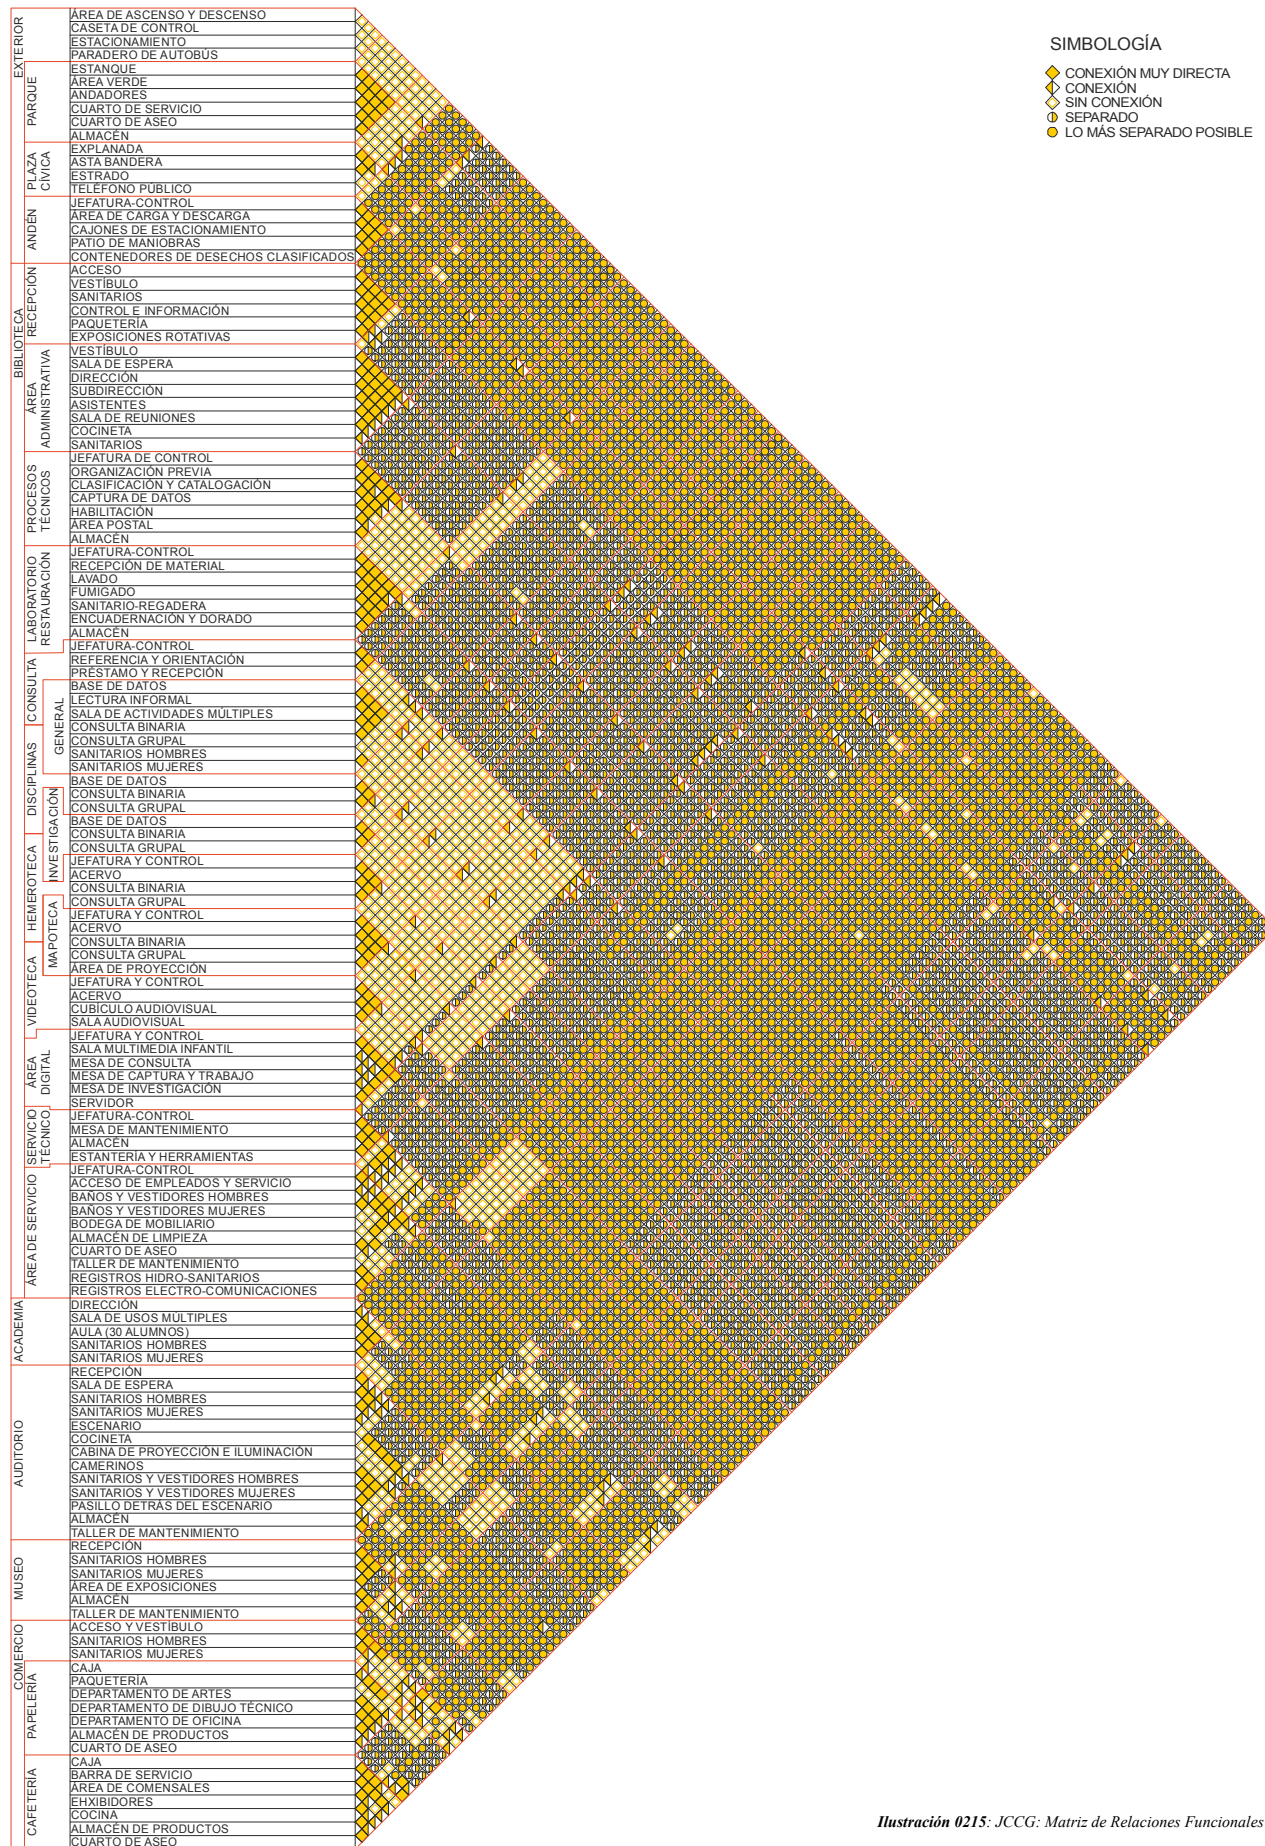 SIMBOLOGÍA
CONEXIÓN MUY DIRECTA
CONEXIÓN
SIN CONEXIÓN
SEPARADO
LO MÁS SEPARADO POSIBLE
EXTERIOR
ÁREA DE ASCENSO Y DESCENSO
CASETA DE CONTROL
ESTACIONAMIENTO
PARADERO DE AUTOBÚS
PARQUE
ESTANQUE
ÁREA VERDE
ANDADORES
CUARTO DE SERVICIO
CUARTO DE ASEO
ALMACÉN
PLAZA
CÍVICA
EXPLANADA
ASTA BANDERA
ESTRADO
TELÉFONO PÚBLICO
ANDÉN
JEFATURA-CONTROL
ÁREA DE CARGA Y DESCARGA
CAJONES DE ESTACIONAMIENTO
PATIO DE MANIOBRAS
CONTENEDORES DE DESECHOS CLASIFICADOS
BIBLIOTECA
RECEPCIÓN
ACCESO
VESTÍBULO
SANITARIOS
CONTROL E INFORMACIÓN
PAQUETERÍA
EXPOSICIONES ROTATIVAS
ÁREA
ADMINISTRATIVA
VESTÍBULO
SALA DE ESPERA
DIRECCIÓN
SUBDIRECCIÓN
ASISTENTES
SALA DE REUNIONES
COCINETA
SANITARIOS
PROCESOS
TÉCNICOS
JEFATURA DE CONTROL
ORGANIZACIÓN PREVIA
CLASIFICACIÓN Y CATALOGACIÓN
CAPTURA DE DATOS
HABILITACIÓN
ÁREA POSTAL
ALMACÉN
LABORATORIO
RESTAURACIÓN
JEFATURA-CONTROL
RECEPCIÓN DE MATERIAL
LAVADO
FUMIGADO
SANITARIO-REGADERA
ENCUADERNACIÓN Y DORADO
ALMACÉN
CONSULTA
JEFATURA-CONTROL
REFERENCIA Y ORIENTACIÓN
PRÉSTAMO Y RECEPCIÓN
GENERAL
BASE DE DATOS
LECTURA INFORMAL
SALA DE ACTIVIDADES MÚLTIPLES
CONSULTA BINARIA
CONSULTA GRUPAL
SANITARIOS HOMBRES
SANITARIOS MUJERES
DISCIPLINAS
BASE DE DATOS
CONSULTA BINARIA
CONSULTA GRUPAL
INVESTIGACIÓN
BASE DE DATOS
CONSULTA BINARIA
CONSULTA GRUPAL
HEMEROTECA
JEFATURA Y CONTROL
ACERVO
CONSULTA BINARIA
CONSULTA GRUPAL
MAPOTECA
JEFATURA Y CONTROL
ACERVO
CONSULTA BINARIA
CONSULTA GRUPAL
ÁREA DE PROYECCIÓN
VIDEOTECA
JEFATURA Y CONTROL
ACERVO
CUBÍCULO AUDIOVISUAL
SALA AUDIOVISUAL
ÁREA
DIGITAL
JEFATURA Y CONTROL
SALA MULTIMEDIA INFANTIL
MESA DE CONSULTA
MESA DE CAPTURA Y TRABAJO
MESA DE INVESTIGACIÓN
SERVIDOR
SERVICIO
TÉCNICO
JEFATURA-CONTROL
MESA DE MANTENIMIENTO
ALMACÉN
ESTANTERÍA Y HERRAMIENTAS
ÁREA DE SERVICIO
JEFATURA-CONTROL
ACCESO DE EMPLEADOS Y SERVICIO
BAÑOS Y VESTIDORES HOMBRES
BAÑOS Y VESTIDORES MUJERES
BODEGA DE MOBILIARIO
ALMACÉN DE LIMPIEZA
CUARTO DE ASEO
TALLER DE MANTENIMIENTO
REGISTROS HIDRO-SANITARIOS
REGISTROS ELECTRO-COMUNICACIONES
ACADEMIA
DIRECCIÓN
SALA DE USOS MÚLTIPLES
AULA (30 ALUMNOS)
SANITARIOS HOMBRES
SANITARIOS MUJERES
AUDITORIO
RECEPCIÓN
SALA DE ESPERA
SANITARIOS HOMBRES
SANITARIOS MUJERES
ESCENARIO
COCINETA
CABINA DE PROYECCIÓN E ILUMINACIÓN
CAMERINOS
SANITARIOS Y VESTIDORES HOMBRES
SANITARIOS Y VESTIDORES MUJERES
PASILLO DETRÁS DEL ESCENARIO
ALMACÉN
TALLER DE MANTENIMIENTO
MUSEO
RECEPCIÓN
SANITARIOS HOMBRES
SANITARIOS MUJERES
ÁREA DE EXPOSICIONES
ALMACÉN
TALLER DE MANTENIMIENTO
COMERCIO
ACCESO Y VESTÍBULO
SANITARIOS HOMBRES
SANITARIOS MUJERES
PAPELERÍA
CAJA
PAQUETERÍA
DEPARTAMENTO DE ARTES
DEPARTAMENTO DE DIBUJO TÉCNICO
DEPARTAMENTO DE OFICINA
ALMACÉN DE PRODUCTOS
CUARTO DE ASEO
CAFETERÍA
CAJA
BARRA DE SERVICIO
ÁREA DE COMENSALES
EHXIBIDORES
COCINA
ALMACÉN DE PRODUCTOS
CUARTO DE ASEO
Ilustración 0215: JCCG: Matriz de Relaciones Funcionales